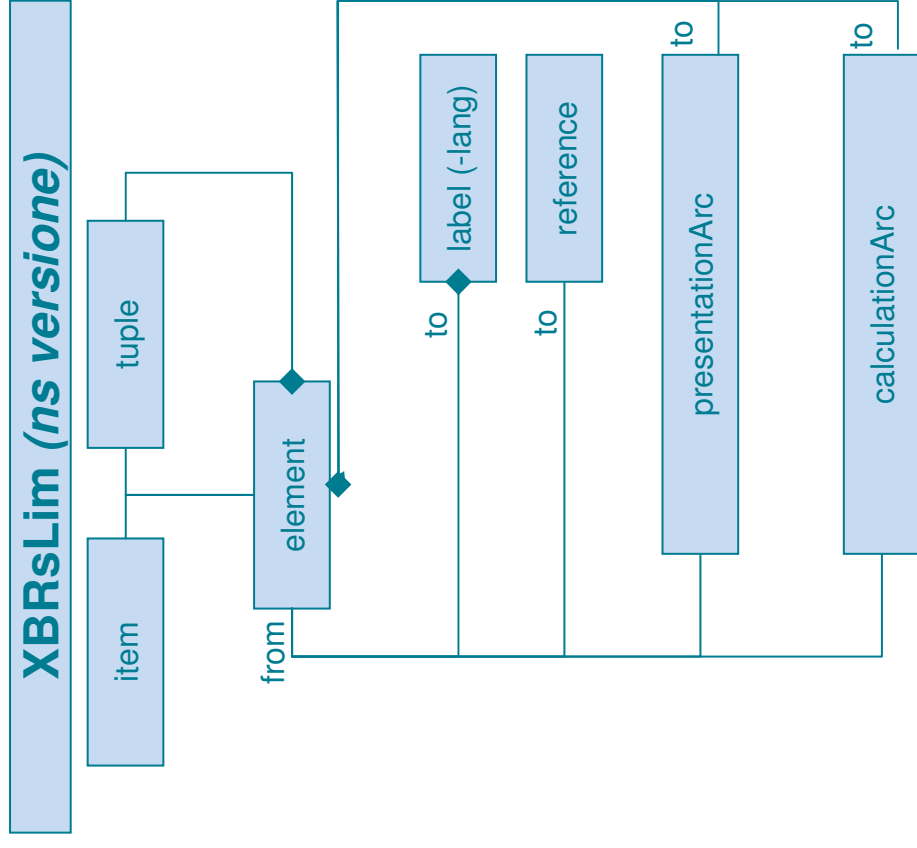 XBRsLim (ns versione)
item
tuple
from
element
to
label (-lang)
to
reference
presentationArc
to
calculationArc
to